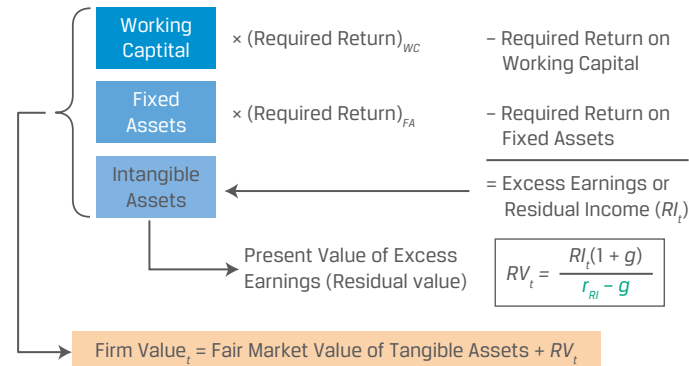 Working
Captital
× (Required Return)WC
– Required Return on
Working Capital
Fixed
Assets
× (Required Return)FA
– Required Return on
Fixed Assets
Intangible
Assets
= Excess Earnings or
Residual Income (RIt)
Present Value of Excess
Earnings (Residual value)
RVt = RIt(1 + g)
rRI – g
Firm Valuet = Fair Market Value of Tangible Assets + RVt